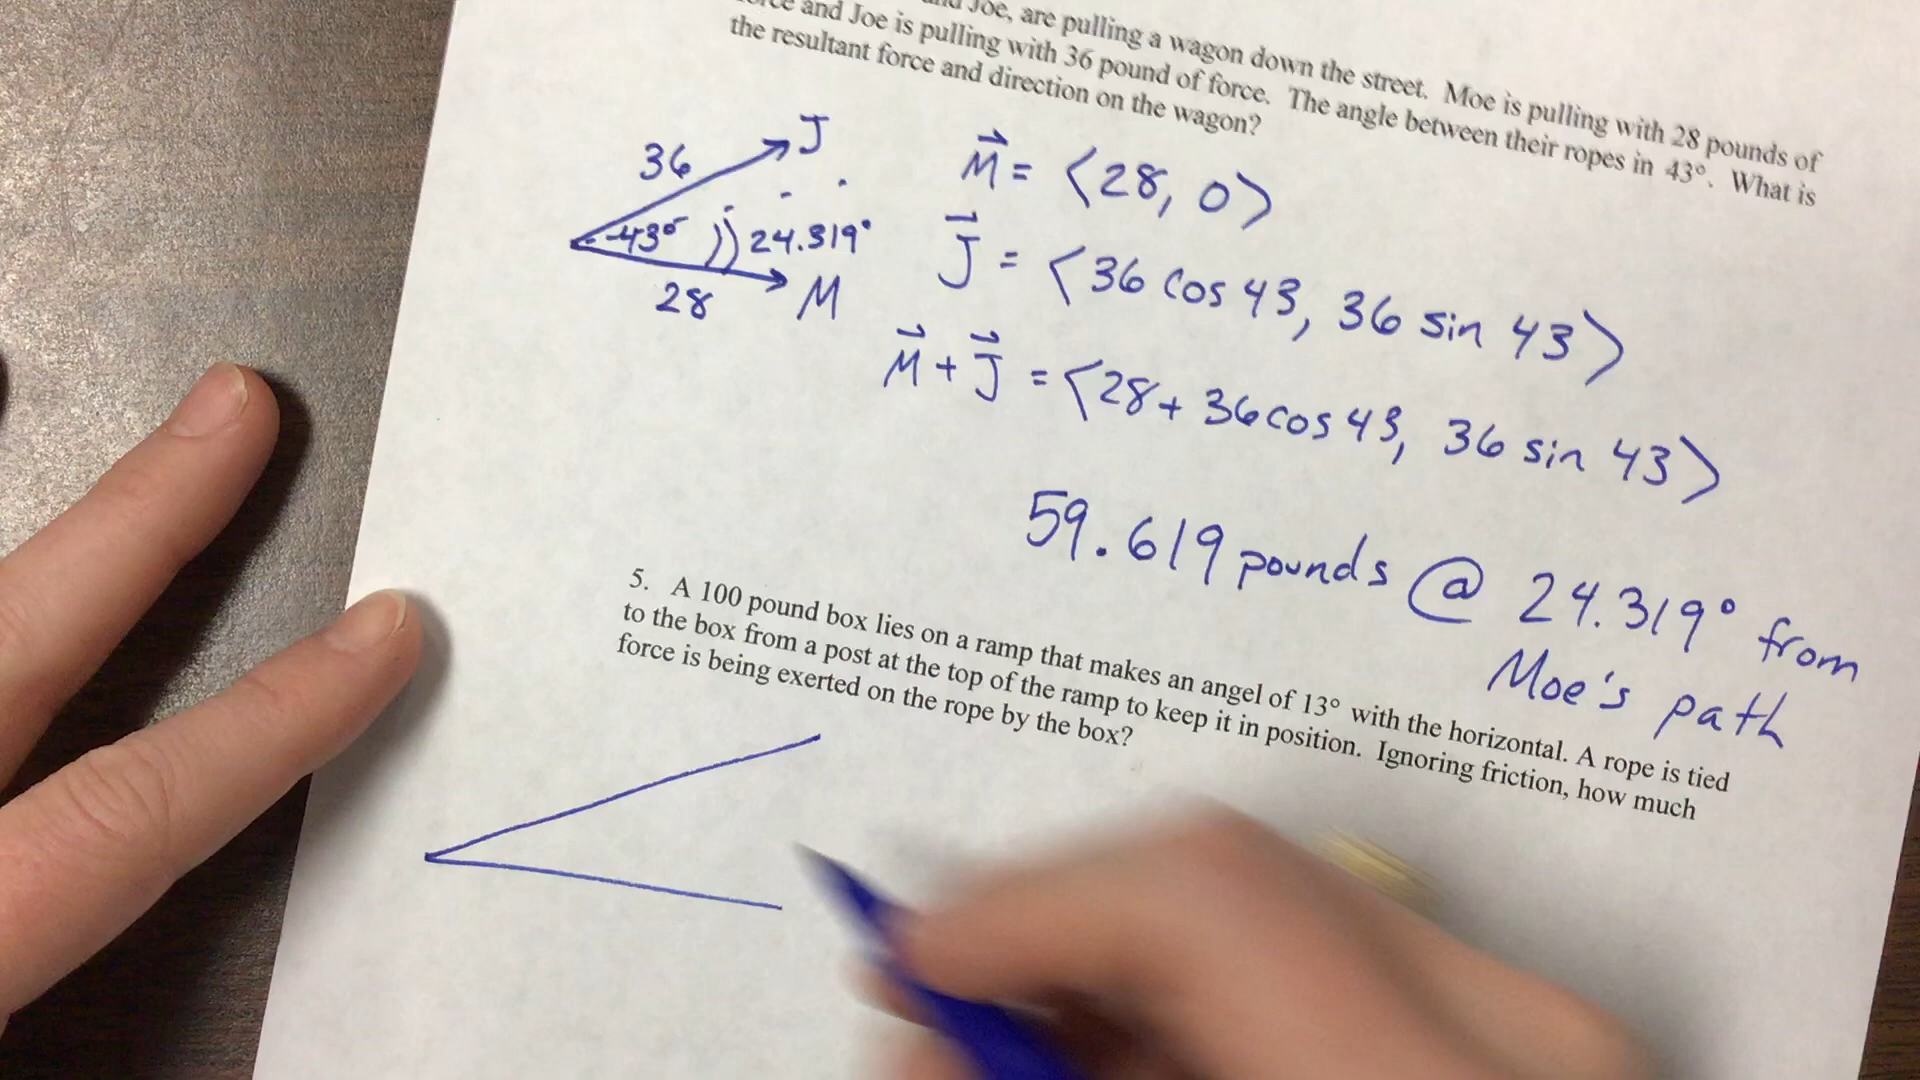 Joe, are pulling a wagon down the street. Moe is pulling with 28 pounds of
and Joe is pulling with 36 pound of force. The angle between their ropes in 43°. What is
the resultant force and direction on the wagon?
36
J
43°
24.319°
28
M
M = ⟨28, 0⟩
J = ⟨36 cos 43, 36 sin 43⟩
M + J = ⟨28 + 36 cos 43, 36 sin 43⟩
59.619 pounds @ 24.319° from
Moe's path
5. A 100 pound box lies on a ramp that makes an angel of 13° with the horizontal. A rope is tied
to the box from a post at the top of the ramp to keep it in position. Ignoring friction, how much
force is being exerted on the rope by the box?